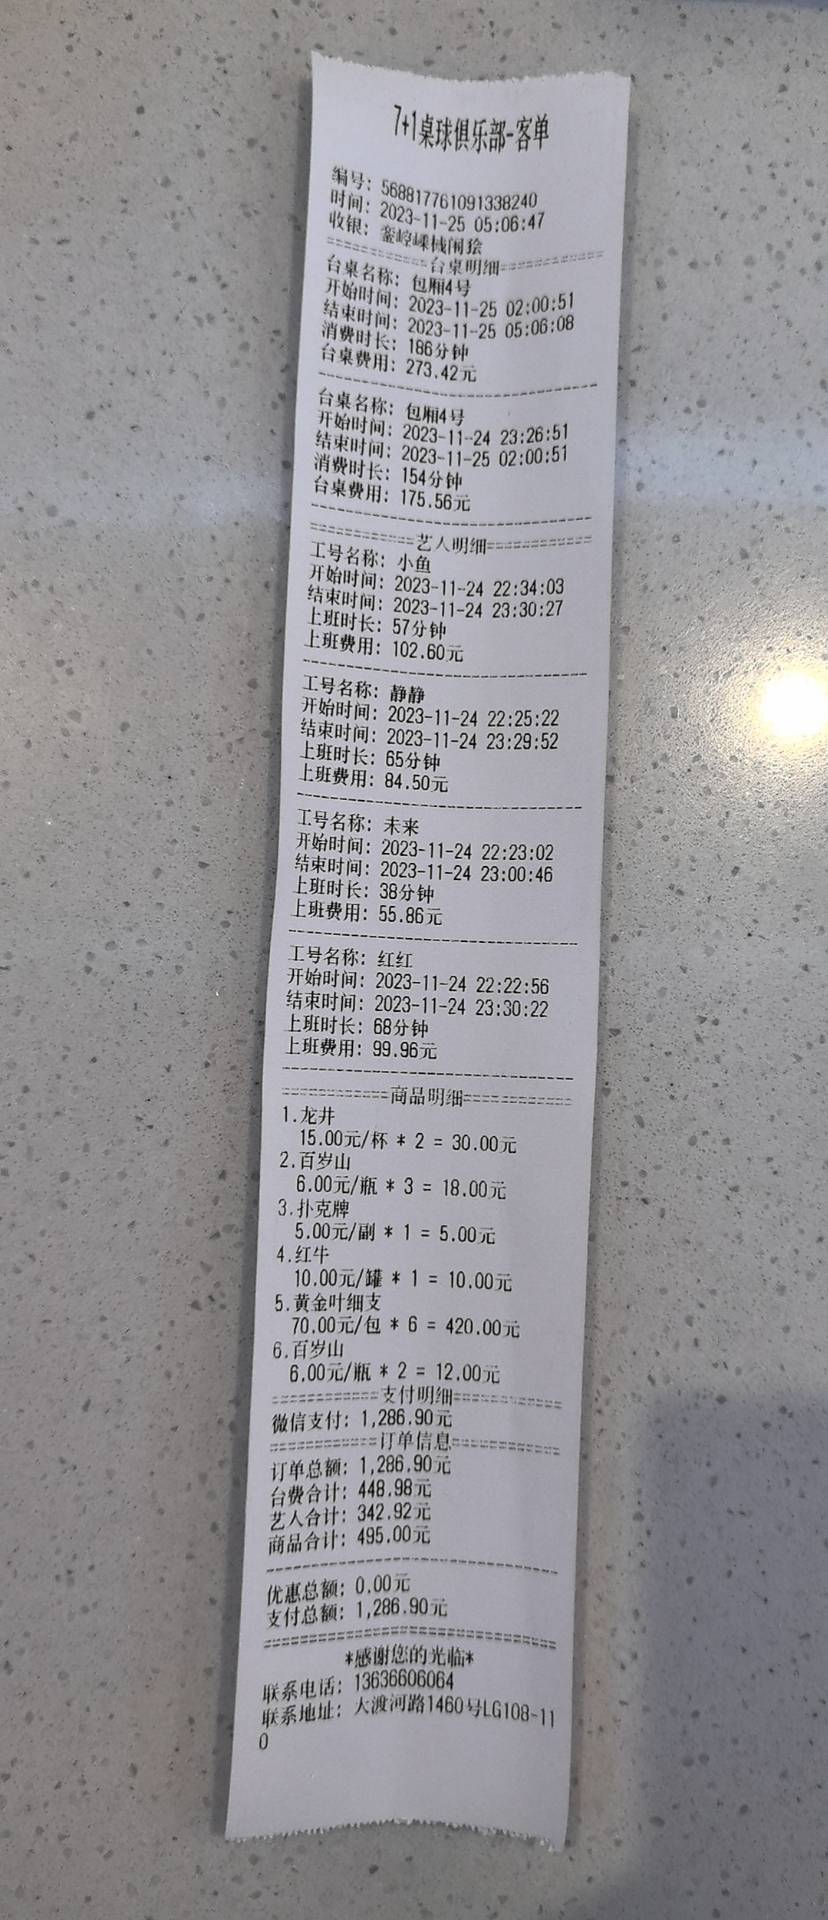 7+1桌球俱乐部-客单
编号: 568817761091338240
时间: 2023-11-25 05:06:47
收银:
==========台桌明细==========
台桌名称: 包厢4号
开始时间: 2023-11-25 02:00:51
结束时间: 2023-11-25 05:06:08
消费时长: 186分钟
台桌费用: 273.42元
台桌名称: 包厢4号
开始时间: 2023-11-24 23:26:51
结束时间: 2023-11-25 02:00:51
消费时长: 154分钟
台桌费用: 175.56元
==========艺人明细==========
工号名称: 小鱼
开始时间: 2023-11-24 22:34:03
结束时间: 2023-11-24 23:30:27
上班时长: 57分钟
上班费用: 102.60元
工号名称: 静静
开始时间: 2023-11-24 22:25:22
结束时间: 2023-11-24 23:29:52
上班时长: 65分钟
上班费用: 84.50元
工号名称: 未来
开始时间: 2023-11-24 22:23:02
结束时间: 2023-11-24 23:00:46
上班时长: 38分钟
上班费用: 55.86元
工号名称: 红红
开始时间: 2023-11-24 22:22:56
结束时间: 2023-11-24 23:30:22
上班时长: 68分钟
上班费用: 99.96元
==========商品明细==========
1.龙井
15.00元/杯 * 2 = 30.00元
2.百岁山
6.00元/瓶 * 3 = 18.00元
3.扑克牌
5.00元/副 * 1 = 5.00元
4.红牛
10.00元/罐 * 1 = 10.00元
5.黄金叶细支
70.00元/包 * 6 = 420.00元
6.百岁山
6.00元/瓶 * 2 = 12.00元
==========支付明细==========
微信支付: 1,286.90元
==========订单信息==========
订单总额: 1,286.90元
台费合计: 448.98元
艺人合计: 342.92元
商品合计: 495.00元
优惠总额: 0.00元
支付总额: 1,286.90元
*感谢您的光临*
联系电话: 13636606064
联系地址: 大渡河路1460号LG108-11
0